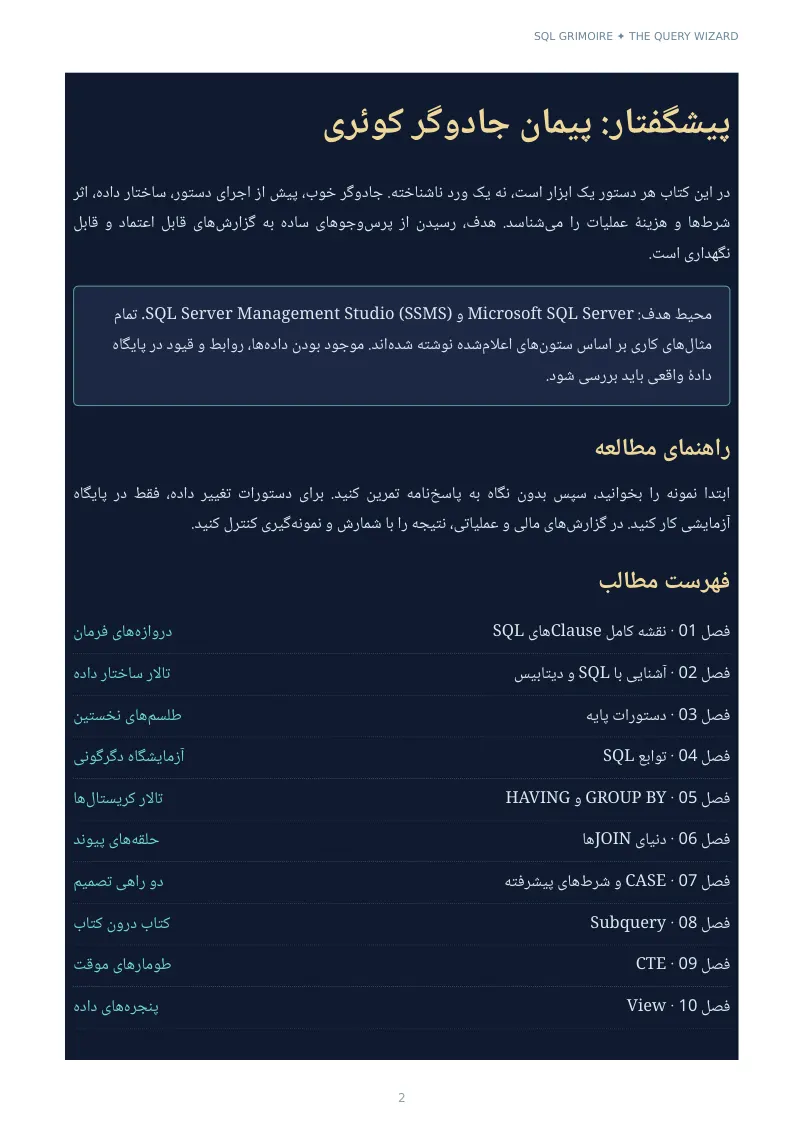 SQL GRIMOIRE ✦ THE QUERY WIZARD
پیشگفتار: پیمان جادوگر کوئری
در این کتاب هر دستور یک ابزار است، نه یک ورد ناشناخته. جادوگر خوب، پیش از اجرای دستور، ساختار داده، اثر
شرط‌ها و هزینهٔ عملیات را می‌شناسد. هدف، رسیدن از پرس‌وجوهای ساده به گزارش‌های قابل اعتماد و قابل
نگهداری است.
محیط هدف: Microsoft SQL Server و SQL Server Management Studio (SSMS). تمام
مثال‌های کاری بر اساس ستون‌های اعلام‌شده نوشته شده‌اند. موجود بودن داده‌ها، روابط و قیود در پایگاه
دادهٔ واقعی باید بررسی شود.
راهنمای مطالعه
ابتدا نمونه را بخوانید، سپس بدون نگاه به پاسخ‌نامه تمرین کنید. برای دستورات تغییر داده، فقط در پایگاه
آزمایشی کار کنید. در گزارش‌های مالی و عملیاتی، نتیجه را با شمارش و نمونه‌گیری کنترل کنید.
فهرست مطالب
فصل 01 · نقشه کامل Clauseهای SQL دروازه‌های فرمان
فصل 02 · آشنایی با SQL و دیتابیس تالار ساختار داده
فصل 03 · دستورات پایه طلسم‌های نخستین
فصل 04 · توابع SQL آزمایشگاه دگرگونی
فصل 05 · GROUP BY و HAVING تالار کریستال‌ها
فصل 06 · دنیای JOINها حلقه‌های پیوند
فصل 07 · CASE و شرط‌های پیشرفته دو راهی تصمیم
فصل 08 · Subquery کتاب درون کتاب
فصل 09 · CTE طومارهای موقت
فصل 10 · View پنجره‌های داده
2